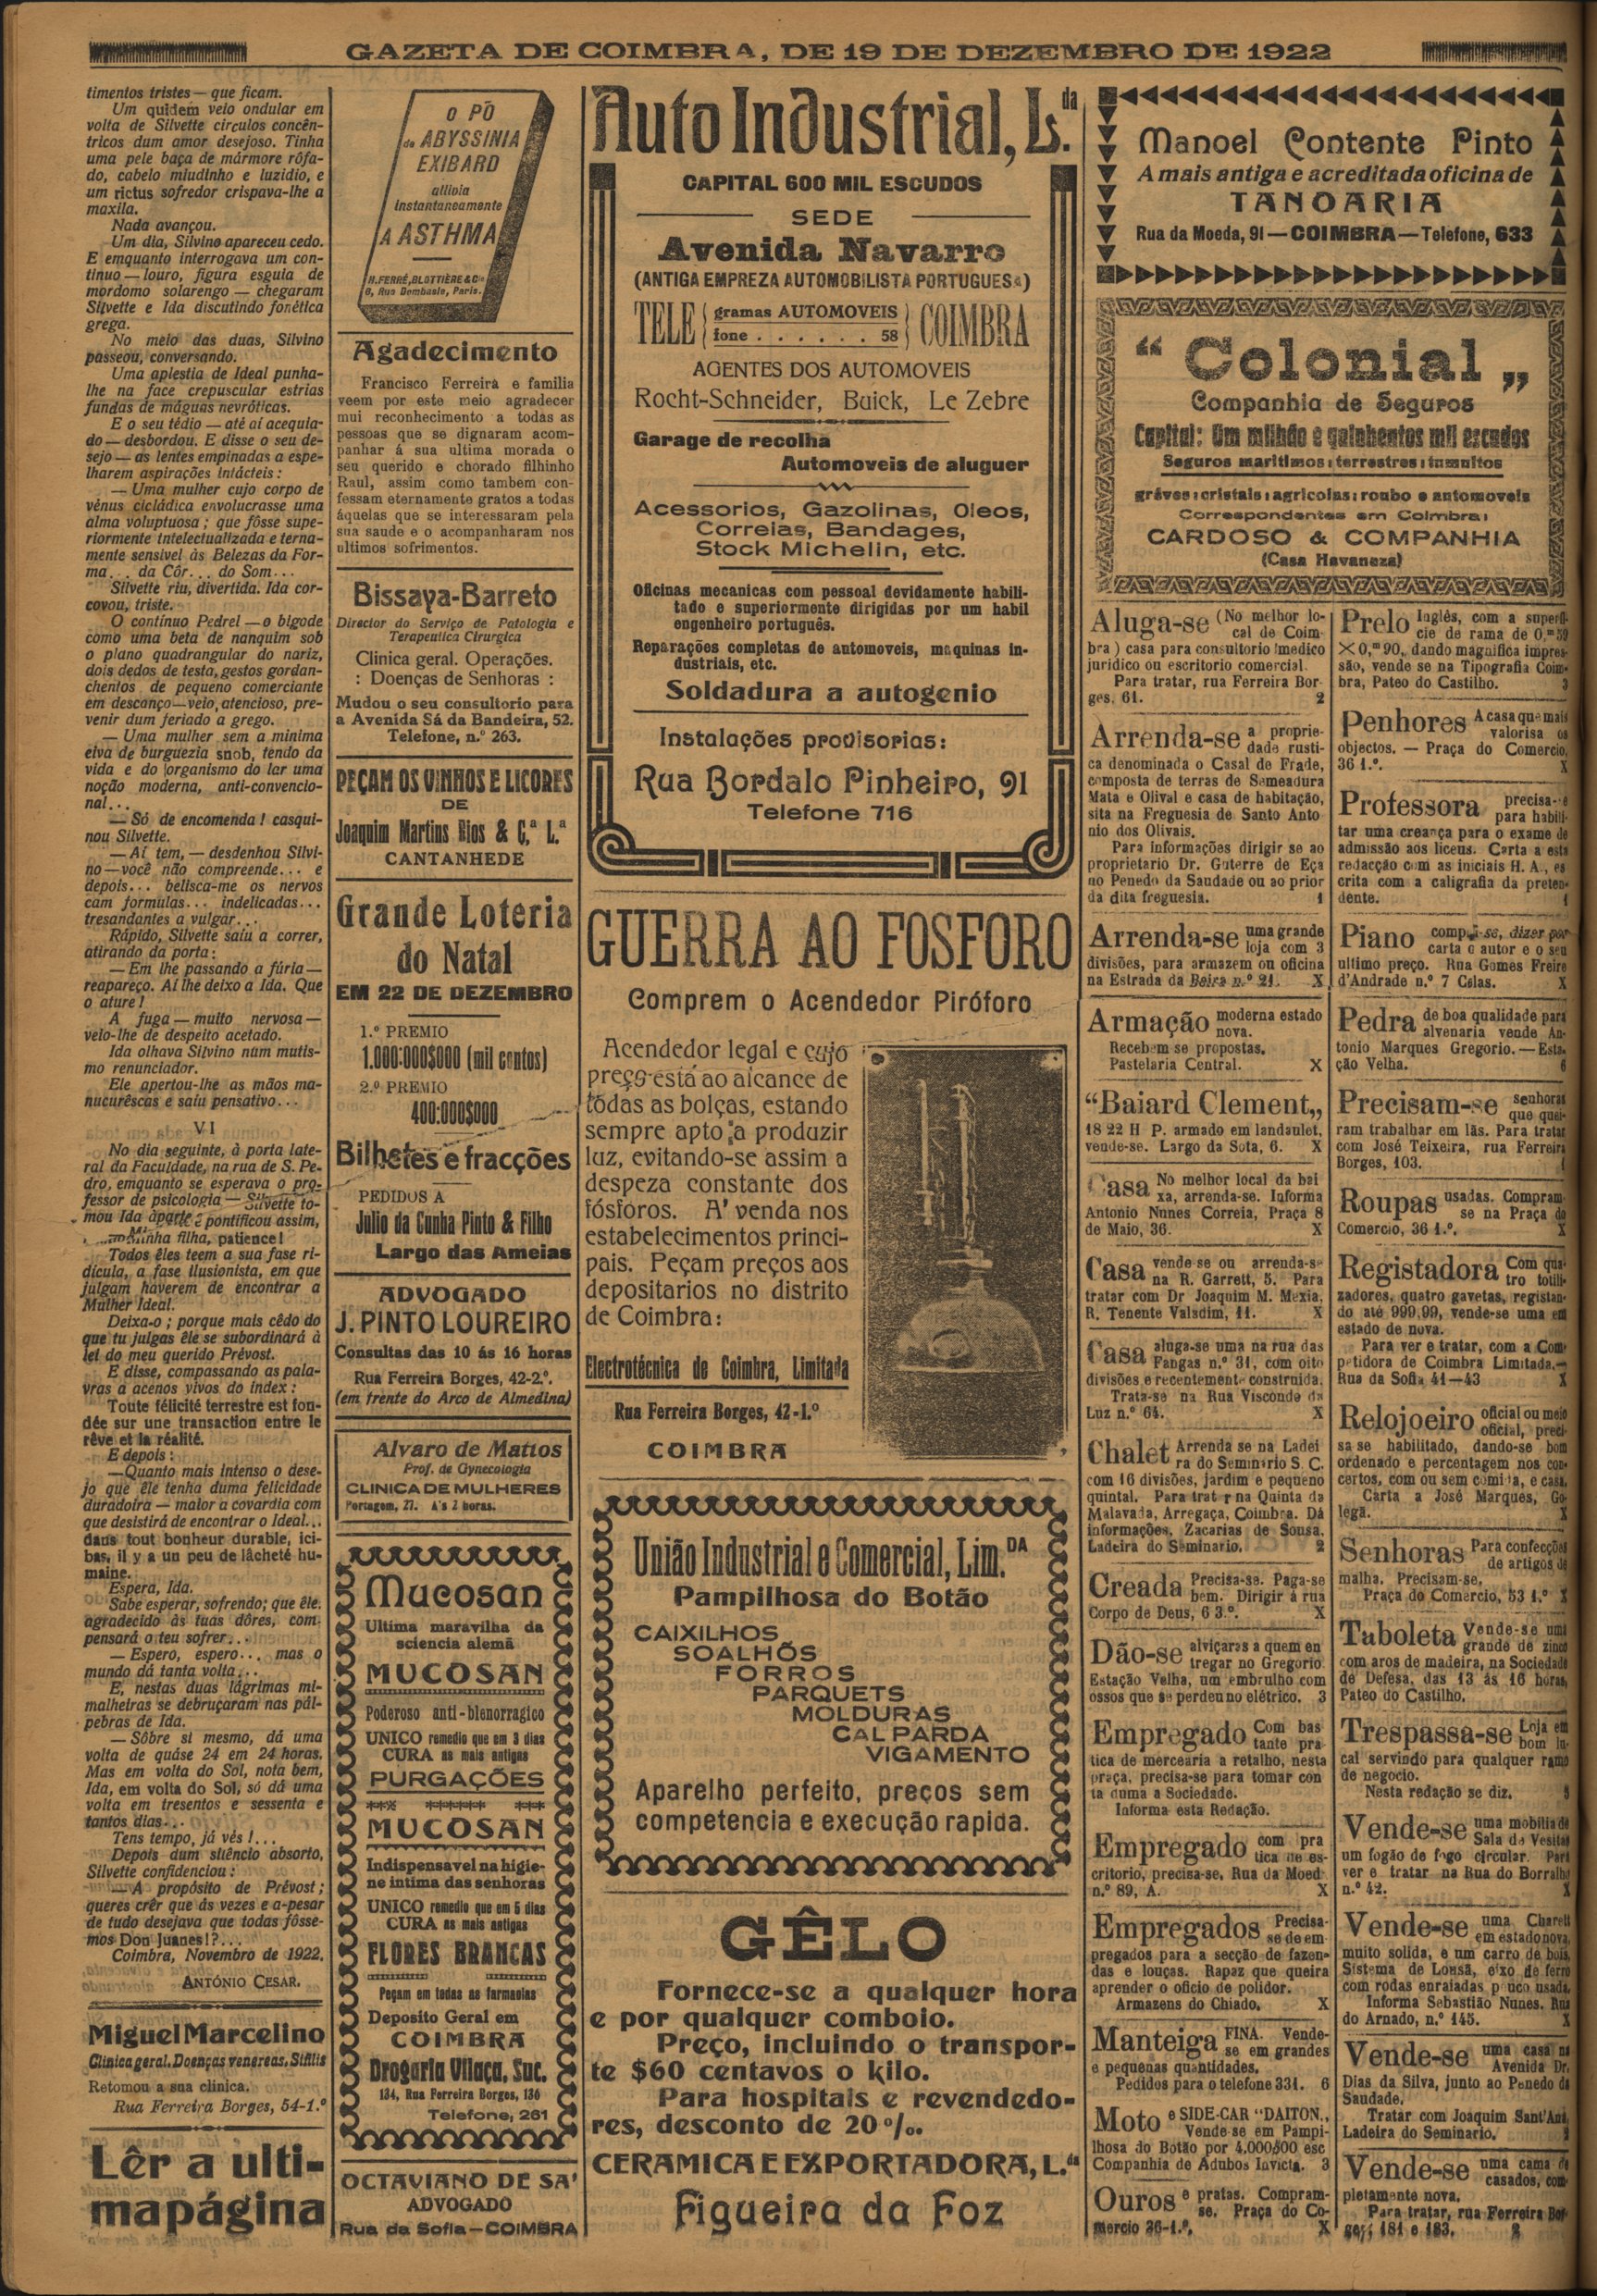 GAZETA DE COIMBRA, DE 19 DE DEZEMBRO DE 1922
timentos tristes — que ficam.
Um quidem veio ondular em
volta de Silvette circulos concên-
tricos dum amor desejoso. Tinha
uma pele baça de mármore rôfa-
do, cabelo miudinho e luzidio, e
um rictus sofredor crispava-lhe a
maxila.
Nada avançou.
Um dia, Silvino apareceu cedo.
E emquanto interrogava um con-
tinuo — louro, figura esguia de
mordomo solarengo — chegaram
Silvette e Ida discutindo fonética
grega.
No meio das duas, Silvino
passeou, conversando.
Uma aplestia de Ideal punha-
lhe na face crepuscular estrias
fundas de máguas nevróticas.
E o seu tédio — até aí acequia-
do — desbordou. E disse o seu de-
sejo — as lentes empinadas a espe-
lharem aspirações intácteis:
— Uma mulher cujo corpo de
vénus cicládica envolucrasse uma
alma voluptuosa; que fôsse supe-
riormente intelectualizada e terna-
mente sensivel às Belezas da For-
ma... da Côr... do Som...
Silvette riu, divertida. Ida cor-
covou, triste.
O contínuo Pedrel — o bigode
como uma beta de nanquim sob
o plano quadrangular do nariz,
dois dedos de testa, gestos gordan-
chentos de pequeno comerciante
em descanço — veio, atencioso, pre-
venir dum feriado a grego.
— Uma mulher sem a minima
eiva de burguezia snob, tendo da
vida e do organismo do lar uma
noção moderna, anti-convencio-
nal...
— Só de encomenda! casqui-
nou Silvette.
— Aí tem, — desdenhou Silvi-
no — você não compreende... e
depois... belisca-me os nervos
cam formulas... indelicadas...
tresandantes a vulgar...
Rápido, Silvette saíu a correr,
atirando da porta:
— Em lhe passando a fúria —
reapareço. Aí lhe deixo a Ida. Que
o ature!
A fuga — muito nervosa —
veio-lhe de despeito acetado.
Ida olhava Silvino num mutis-
mo renunciador.
Ele apertou-lhe as mãos ma-
nucurêscas e saíu pensativo...
VI
No dia seguinte, à porta late-
ral da Faculdade, na rua de S. Pe-
dro, emquanto se esperava o pro-
fessor de psicologia — Silvette to-
mou Ida àparte e pontificou assim,
Minha filha, patience!
Todos êles teem a sua fase ri-
dícula, a fase ilusionista, em que
julgam haverem de encontrar a
Mulher Ideal.
Deixa-o; porque mais cêdo do
que tu julgas êle se subordinará à
lei do meu querido Prévost.
E disse, compassando as pala-
vras a acenos vivos do index:
Toute félicité terrestre est fon-
dée sur une transaction entre le
rêve et la réalité.
E depois:
— Quanto mais intenso o dese-
jo que êle tenha duma felicidade
duradoira — maior a covardia com
que desistirá de encontrar o Ideal...
dans tout bonheur durable, ici-
bas, il y a un peu de lâcheté hu-
maine.
Espera, Ida.
Sabe esperar, sofrendo; que êle.
agradecido às tuas dôres, com-
pensará o teu sofrer...
— Espero, espero... mas o
mundo dá tanta volta...
E, nestas duas lágrimas mi-
malheiras se debruçaram nas pál-
pebras de Ida.
— Sôbre si mesmo, dá uma
volta de quáse 24 em 24 horas.
Mas em volta do Sol, nota bem,
Ida, em volta do Sol, só dá uma
volta em tresentos e sessenta e
tantos dias...
Tens tempo, já vés!...
Depois dum silêncio absorto,
Silvette confidenciou:
— A propósito de Prévost;
queres crêr que ás vezes e a-pesar
de tudo desejava que todas fôsse-
mos Don Juanes!?...
Coimbra, Novembro de 1922.
ANTÓNIO CESAR.
Miguel Marcelino
Clinica geral. Doenças venereas. Sifilis
Retomou a sua clinica.
Rua Ferreira Borges, 54-1.º
Lêr a ulti-
mapágina
O PÓ
de ABYSSINIA
EXIBARD
allivia
instantaneamente
A ASTHMA
H. FERRÉ, BLOTTIÈRE & Cie
6, Rue Dombasle, Paris.
Agadecimento
Francisco Ferreira e familia
veem por este meio agradecer
mui reconhecimento a todas as
pessoas que se dignaram acom-
panhar á sua ultima morada o
seu querido e chorado filhinho
Raul, assim como tambem con-
fessam eternamente gratos a todas
áquelas que se interessaram pela
sua saude e o acompanharam nos
ultimos sofrimentos.
Bissaya-Barreto
Director do Serviço de Patologia e
Terapeutica Cirurgica
Clinica geral. Operações.
: Doenças de Senhoras :
Mudou o seu consultorio para
a Avenida Sá da Bandeira, 52.
Telefone, n.º 263.
PEÇAM OS VINHOS E LICORES
DE
Joaquim Martins Rios & C.ª L.ª
CANTANHEDE
Grande Loteria
do Natal
EM 22 DE DEZEMBRO
1.º PREMIO
1.000:000$000 (mil contos)
2.º PREMIO
400:000$000
Bilhetes e fracções
PEDIDOS A
Julio da Cunha Pinto & Filho
Largo das Ameias
ADVOGADO
J. PINTO LOUREIRO
Consultas das 10 ás 16 horas
Rua Ferreira Borges, 42-2.º.
(em frente do Arco de Almedina)
Alvaro de Mattos
Prof. de Gynecologia
CLINICA DE MULHERES
Portagem, 27. A's 2 horas.
Mucosan
Ultima maravilha da
sciencia alemã
MUCOSAN
Poderoso anti-blenorragico
UNICO remedio que em 3 dias
CURA as mais antigas
PURGAÇÕES
*** ****** ***
MUCOSAN
Indispensavel na higie-
ne intima das senhoras
UNICO remedio que em 5 dias
CURA as mais antigas
FLORES BRANCAS
Peçam em todas as farmacias
Deposito Geral em
COIMBRA
Drogaria Vilaça, Suc.
134, Rua Ferreira Borges, 136
Telefone, 261
OCTAVIANO DE SA'
ADVOGADO
Rua da Sofia — COIMBRA
Auto Industrial, L.da
CAPITAL 600 MIL ESCUDOS
SEDE
Avenida Navarro
(ANTIGA EMPREZA AUTOMOBILISTA PORTUGUESA)
TELE { gramas AUTOMOVEIS } COIMBRA
fone . . . . . . 58
AGENTES DOS AUTOMOVEIS
Rocht-Schneider, Buick, Le Zebre
Garage de recolha
Automoveis de aluguer
Acessorios, Gazolinas, Oleos,
Correias, Bandages,
Stock Michelin, etc.
Oficinas mecanicas com pessoal devidamente habili-
tado e superiormente dirigidas por um habil
engenheiro português.
Reparações completas de automoveis, maquinas in-
dustriais, etc.
Soldadura a autogenio
Instalações provisorias:
Rua Bordalo Pinheiro, 91
Telefone 716
GUERRA AO FOSFORO
Comprem o Acendedor Piróforo
Acendedor legal e cujo
preço está ao alcance de
todas as bolças, estando
sempre apto a produzir
luz, evitando-se assim a
despeza constante dos
fósforos. A' venda nos
estabelecimentos princi-
pais. Peçam preços aos
depositarios no distrito
de Coimbra:
Electrotécnica de Coimbra, Limitada
Rua Ferreira Borges, 42-1.º
COIMBRA
União Industrial e Comercial, Lim.DA
Pampilhosa do Botão
CAIXILHOS
SOALHOS
FORROS
PARQUETS
MOLDURAS
CAL PARDA
VIGAMENTO
Aparelho perfeito, preços sem
competencia e execução rapida.
GÊLO
Fornece-se a qualquer hora
e por qualquer comboio.
Preço, incluindo o transpor-
te $60 centavos o kilo.
Para hospitais e revendedo-
res, desconto de 20 %.
CERAMICA E EXPORTADORA, L.da
Figueira da Foz
Manoel Contente Pinto
A mais antiga e acreditada oficina de
TANOARIA
Rua da Moeda, 91 — COIMBRA — Telefone, 633
“ Colonial „
Companhia de Seguros
Capital: Um milhão e quinhentos mil escudos
Seguros maritimos: terrestres: tumultos
gréves: cristais: agricolas: roubo e automoveis
Correspondentes em Coimbra:
CARDOSO & COMPANHIA
(Casa Havaneza)
Aluga-se (No melhor lo-
cal de Coim-
bra) casa para consultorio medico
juridico ou escritorio comercial.
Para tratar, rua Ferreira Bor-
ges, 61. 2
Arrenda-se a proprie-
dade rusti-
ca denominada o Casal de Frade,
composta de terras de Semeadura
Mata e Olival e casa de habitação,
sita na Freguesia de Santo Anto
nio dos Olivais.
Para informações dirigir se ao
proprietario Dr. Guterre de Eça
no Penedo da Saudade ou ao prior
da dita freguesia. 1
Arrenda-se uma grande
loja com 3
divisões, para armazem ou oficina
na Estrada da Beira n.º 21. X
Armação moderna estado
nova.
Recebem se propostas.
Pastelaria Central. X
“Baiard Clement„
18 22 H P. armado em landaulet,
vende-se. Largo da Sota, 6. X
Casa No melhor local da bai
xa, arrenda-se. Informa
Antonio Nunes Correia, Praça 8
de Maio, 36. X
Casa vende-se ou arrenda-s
na R. Garrett, 5. Para
tratar com Dr Joaquim M. Mexia,
R. Tenente Valadim, 11. X
Casa aluga-se uma na rua das
Fangas n.º 31, com oito
divisões e recentemente construida.
Trata-se na Rua Visconde da
Luz n.º 64. X
Chalet Arrenda se na Ladei
ra do Seminario S. C.
com 16 divisões, jardim e pequeno
quintal. Para trat r na Quinta da
Malavada, Arregaça, Coimbra. Dá
informações, Zacarias de Sousa.
Ladeira do Seminario. 2
Creada Precisa-se. Paga-se
bem. Dirigir á rua
Corpo de Deus, 6 3.º. X
Dão-se alviçaras a quem en
tregar no Gregorio
Estação Velha, um embrulho com
ossos que se perdeu no elétrico. 3
Empregado Com bas
tante pra
tica de mercearia a retalho, nesta
praça, precisa-se para tomar con
ta duma a Sociedade.
Informa esta Redação.
Empregado com pra
tica de es-
critorio, precisa-se, Rua da Moed
n.º 89, A. X
Empregados Precisa-
se de em-
pregados para a secção de fazen-
das e louças. Rapaz que queira
aprender o oficio de polidor.
Armazens do Chiado. X
Manteiga FINA. Vende-
se em grandes
e pequenas quantidades.
Pedidos para o telefone 331. 6
Moto e SIDE-CAR “DAITON„
Vende-se em Pampi-
lhosa do Botão por 4.000$00 esc
Companhia de Adubos Invicta. 3
Ouros e pratas. Compram-
se. Praça do Co-
mercio 36-1.º. X
Prelo Inglês, com a superfi-
cie de rama de 0,m59
X 0,m90, dando magnifica impres-
são, vende se na Tipografia Coim-
bra, Pateo do Castilho. 3
Penhores A casa que mais
valorisa os
objectos. — Praça do Comercio,
36 1.º. X
Professora precisa-se
para habili-
tar uma creança para o exame de
admissão aos liceus. Carta a esta
redacção com as iniciais H. A., es
crita com a caligrafia da preten-
dente. 1
Piano compra-se, dizer por
carta o autor e o seu
ultimo preço. Rua Gomes Freire
d'Andrade n.º 7 Celas. X
Pedra de boa qualidade para
alvenaria vende An-
tonio Marques Gregorio. — Esta-
ção Velha. 6
Precisam-se senhoras
que quei-
ram trabalhar em lãs. Para tratar
com José Teixeira, rua Ferreira
Borges, 103. 1
Roupas usadas. Compram-
se na Praça do
Comercio, 36 1.º. X
Registadora Com qua-
tro totili-
zadores, quatro gavetas, registan-
do até 999,99, vende-se uma em
estado de nova.
Para ver e tratar, com a Com-
petidora de Coimbra Limitada, —
Rua da Sofia 41—43 X
Relojoeiro oficial ou meio
oficial, preci-
sa-se habilitado, dando-se bom
ordenado e percentagem nos con-
certos, com ou sem comida, e casa.
Carta a José Marques, Go-
legã. X
Senhoras Para confecções
de artigos de
malha. Precisam-se,
Praça do Comercio, 53 1.º X
Taboleta Vende-se uma
grande de zinco
com aros de madeira, na Sociedade
de Defesa, das 13 ás 16 horas,
Pateo do Castilho.
Trespassa-se Loja em
bom lo-
cal servindo para qualquer ramo
de negocio.
Nesta redação se diz. 5
Vende-se uma mobilia de
Sala de Vesitas
um fogão de fogo circular. Para
ver e tratar na Rua do Borralho
n.º 42. X
Vende-se uma Charett
em estado nova,
muito solida, e um carro de bois,
Sistema de Lousã, eixo de ferro
com rodas enraiadas p uco usada.
Informa Sebastião Nunes. Rua
do Arnado, n.º 145. X
Vende-se uma casa na
Avenida Dr.
Dias da Silva, junto ao Penedo da
Saudade.
Tratar com Joaquim Sant'Ana,
Ladeira do Seminario.
Vende-se uma cama de
casados, com-
pletamente nova.
Para tratar, rua Ferreira Bor-
ges, 181 e 183. 2